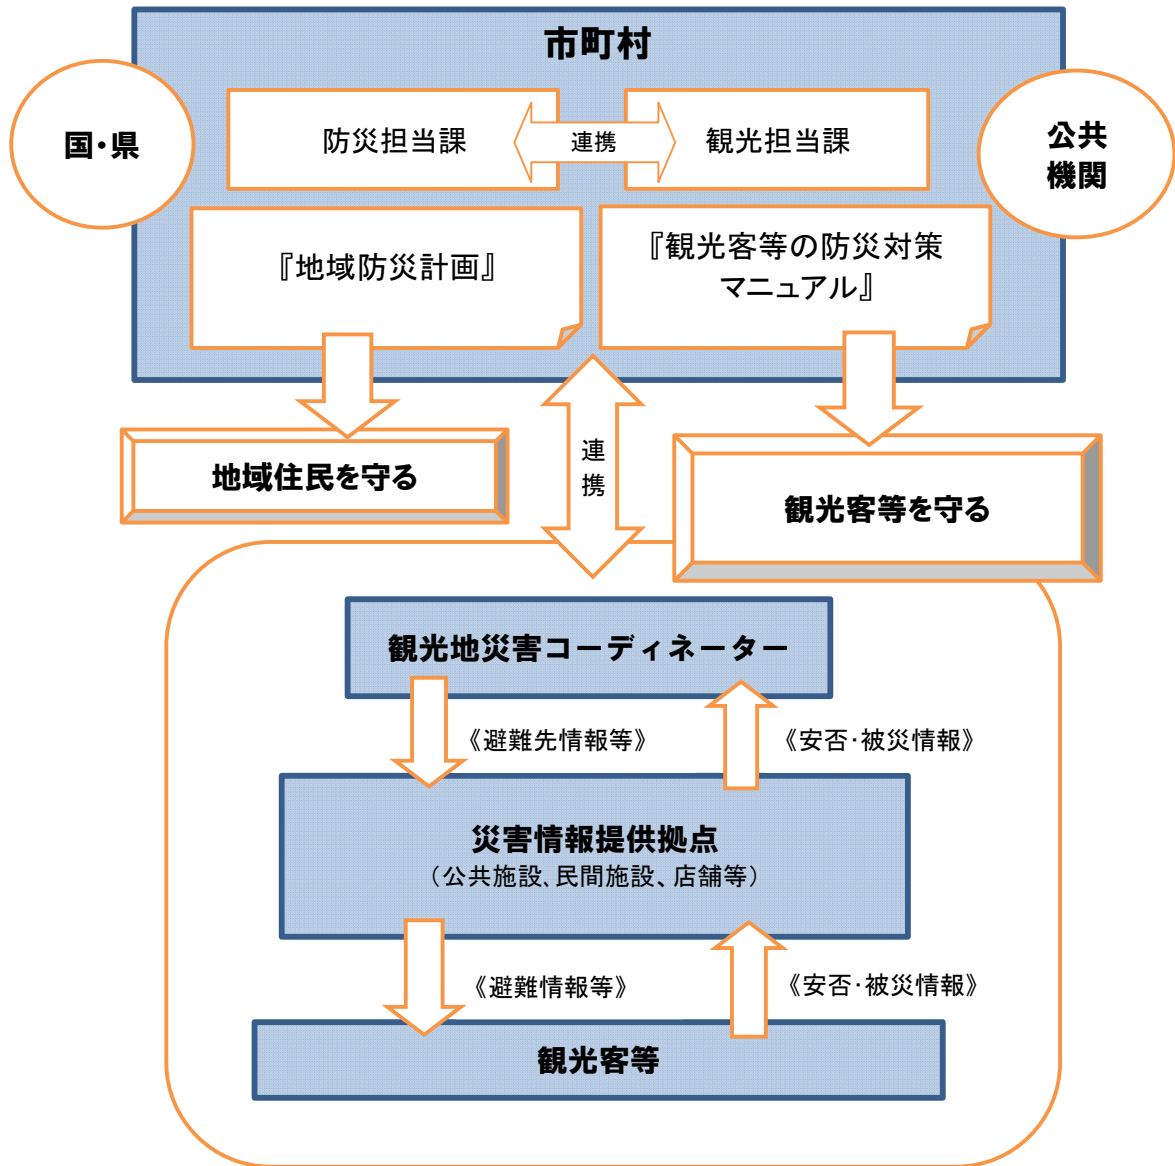 市町村
国・県
防災担当課
連携
観光担当課
公共
機関
『地域防災計画』
『観光客等の防災対策
マニュアル』
地域住民を守る
連
携
観光客等を守る
観光地災害コーディネーター
《避難先情報等》
《安否・被災情報》
災害情報提供拠点
（公共施設、民間施設、店舗等）
《避難情報等》
《安否・被災情報》
観光客等